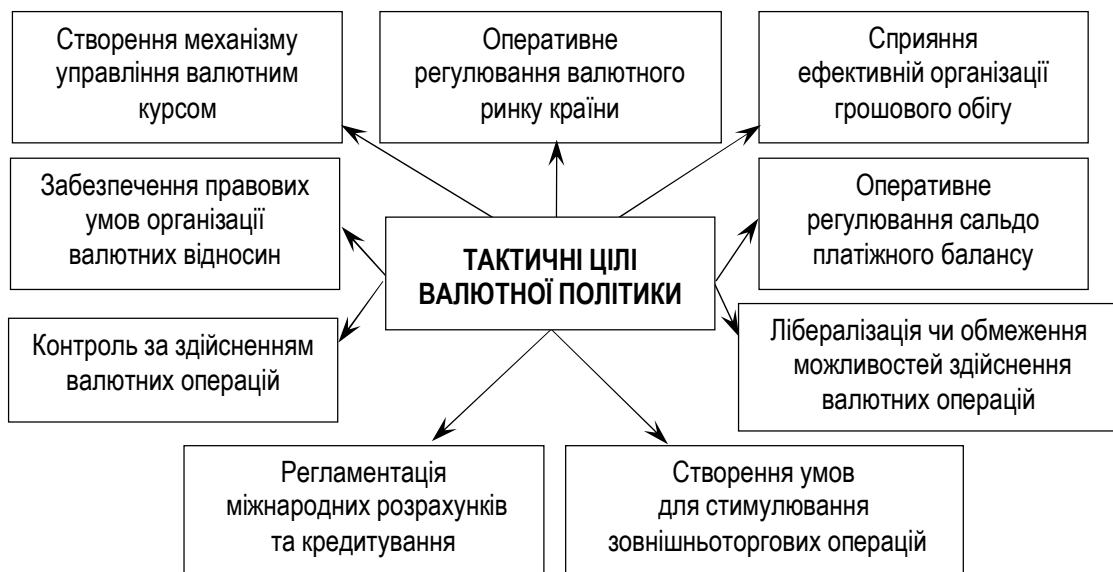 Створення механізму
управління валютним
курсом
Оперативне
регулювання валютного
ринку країни
Сприяння
ефективній організації
грошового обігу
Забезпечення правових
умов організації
валютних відносин
ТАКТИЧНІ ЦІЛІ
ВАЛЮТНОЇ ПОЛІТИКИ
Оперативне
регулювання сальдо
платіжного балансу
Контроль за здійсненням
валютних операцій
Лібералізація чи обмеження
можливостей здійснення
валютних операцій
Регламентація
міжнародних розрахунків
та кредитування
Створення умов
для стимулювання
зовнішньоторгових операцій